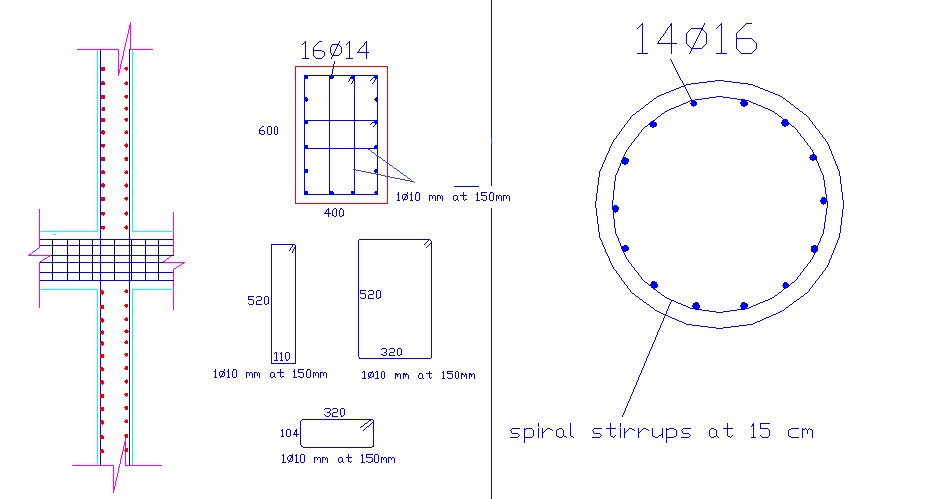 16Ø14
600
1Ø10 mm at 150mm
400
520
110
1Ø10 mm at 150mm
520
320
1Ø10 mm at 150mm
320
104
1Ø10 mm at 150mm
14Ø16
spiral stirrups at 15 cm